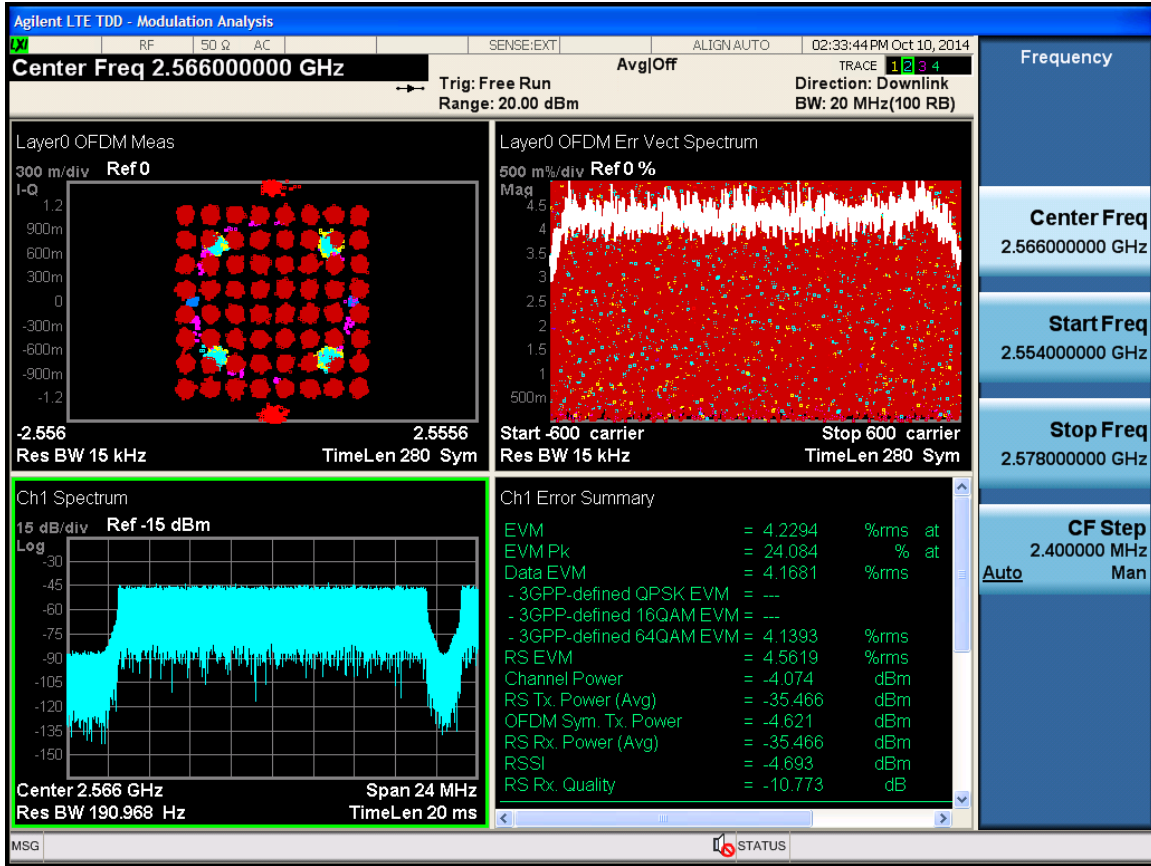 Agilent LTE TDD - Modulation Analysis
LXI RF 50 Ω AC SENSE:EXT ALIGN AUTO 02:33:44 PM Oct 10, 2014
Center Freq 2.566000000 GHz
Avg|Off
TRACE 1 2 3 4
Trig: Free Run
Direction: Downlink
Range: 20.00 dBm
BW: 20 MHz(100 RB)
Layer0 OFDM Meas
300 m/div Ref 0
I-Q
1.2
900m
600m
300m
0
-300m
-600m
-900m
-1.2
-2.556 2.5556
Res BW 15 kHz TimeLen 280 Sym
Layer0 OFDM Err Vect Spectrum
500 m%/div Ref 0 %
Mag
4.5
4
3.5
3
2.5
2
1.5
1
500m
Start -600 carrier Stop 600 carrier
Res BW 15 kHz TimeLen 280 Sym
Ch1 Spectrum
15 dB/div Ref -15 dBm
Log
-30
-45
-60
-75
-90
-105
-120
-135
-150
Center 2.566 GHz Span 24 MHz
Res BW 190.968 Hz TimeLen 20 ms
Ch1 Error Summary
EVM = 4.2294 %rms at
EVM Pk = 24.084 % at
Data EVM = 4.1681 %rms
- 3GPP-defined QPSK EVM = ---
- 3GPP-defined 16QAM EVM = ---
- 3GPP-defined 64QAM EVM = 4.1393 %rms
RS EVM = 4.5619 %rms
Channel Power = -4.074 dBm
RS Tx. Power (Avg) = -35.466 dBm
OFDM Sym. Tx. Power = -4.621 dBm
RS Rx. Power (Avg) = -35.466 dBm
RSSI = -4.693 dBm
RS Rx. Quality = -10.773 dB
Frequency
Center Freq
2.566000000 GHz
Start Freq
2.554000000 GHz
Stop Freq
2.578000000 GHz
CF Step
2.400000 MHz
Auto Man
MSG STATUS